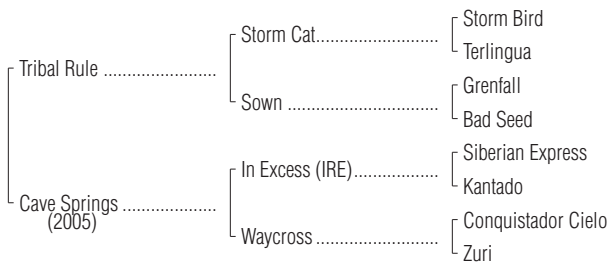 Storm Bird
Storm Cat
Terlingua
Tribal Rule
Grenfall
Sown
Bad Seed
Siberian Express
In Excess (IRE)
Kantado
Cave Springs
(2005)
Conquistador Cielo
Waycross
Zuri